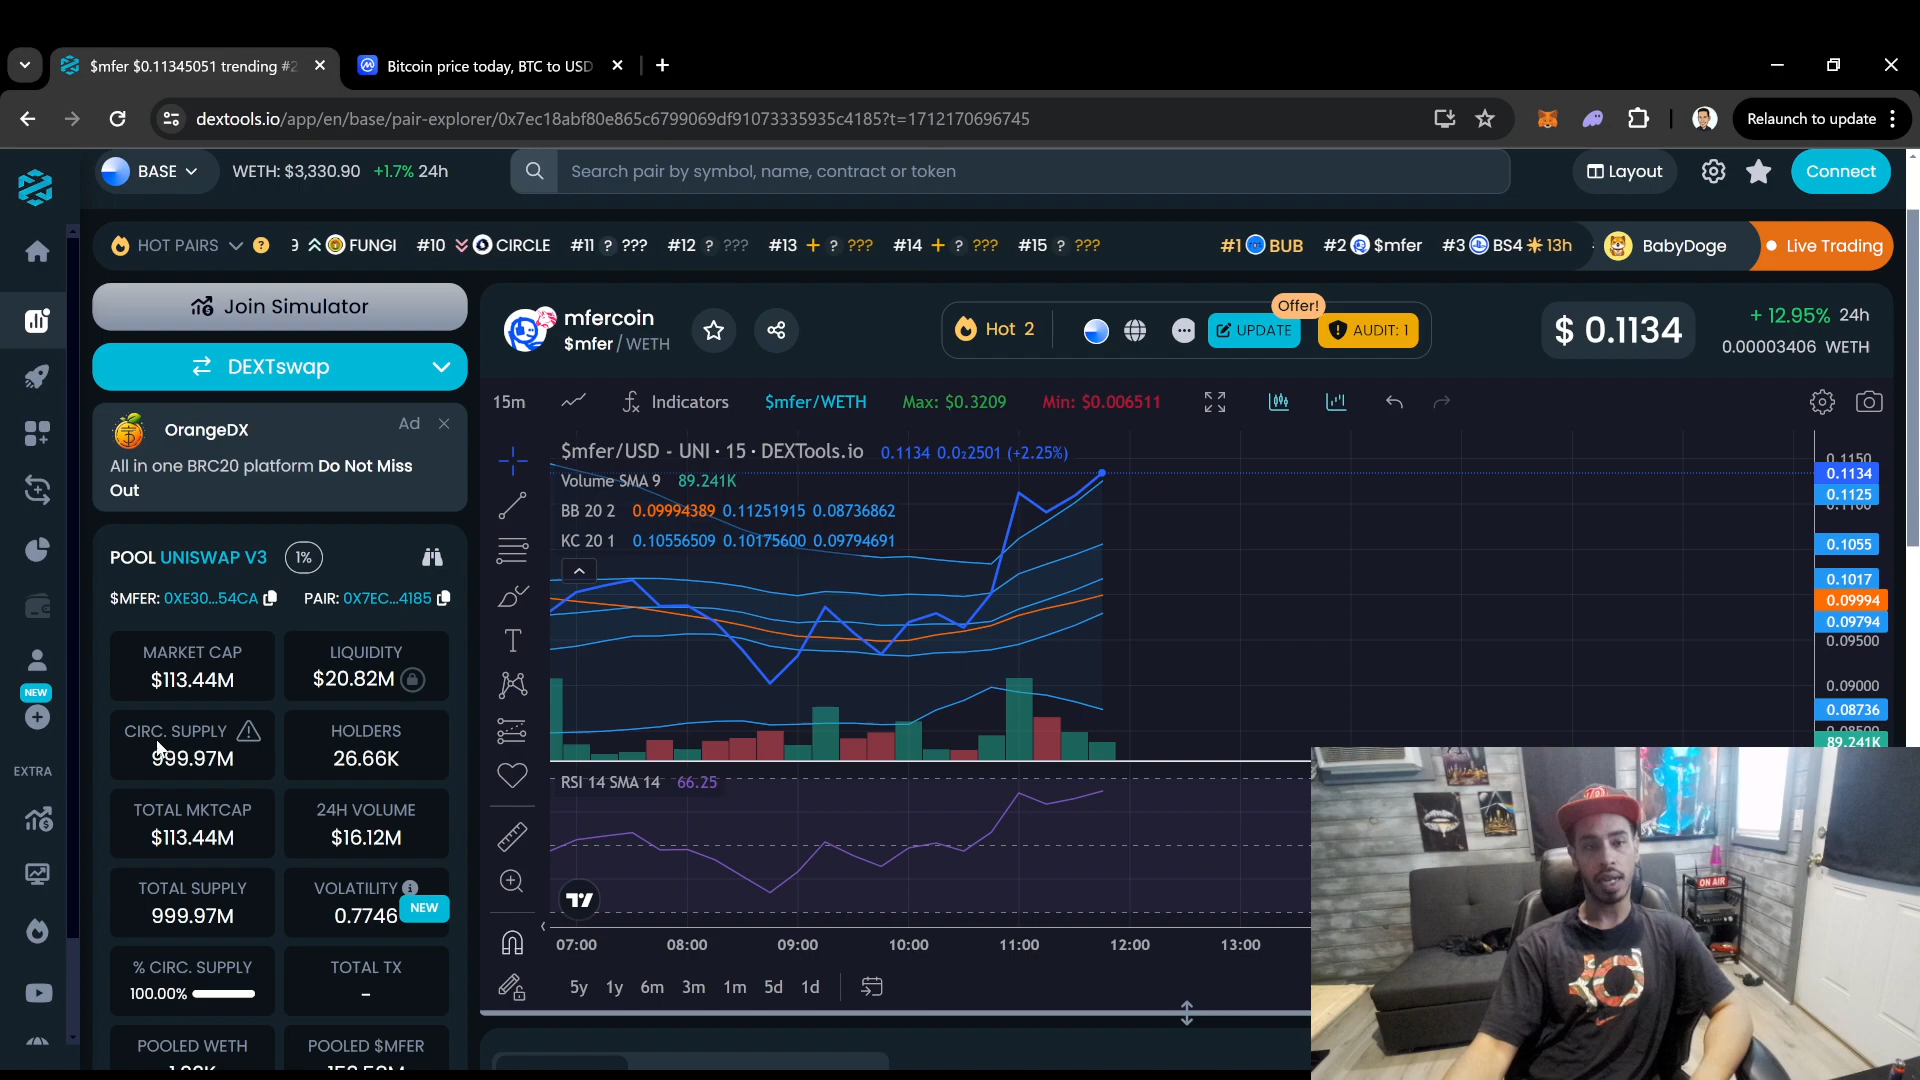 $mfer $0.11345051 trending #2
Bitcoin price today, BTC to USD
dextools.io/app/en/base/pair-explorer/0x7ec18abf80e865c6799069df91073335935c4185?t=1712170696745
Relaunch to update
BASE
WETH: $3,330.90 +1.7% 24h
Search pair by symbol, name, contract or token
Layout
Connect
HOT PAIRS ? 9 FUNGI #10 CIRCLE #11 ? ??? #12 ? ??? #13 + ? ??? #14 + ? ??? #15 ? ??? #1 BUB #2 $mfer #3 BS4 13h
BabyDoge
Live Trading
Join Simulator
DEXTswap
OrangeDX
Ad
All in one BRC20 platform Do Not Miss
Out
POOL UNISWAP V3 1%
$MFER: 0XE30...54CA PAIR: 0X7EC...4185
MARKET CAP
$113.44M
LIQUIDITY
$20.82M
CIRC. SUPPLY
999.97M
HOLDERS
26.66K
TOTAL MKTCAP
$113.44M
24H VOLUME
$16.12M
TOTAL SUPPLY
999.97M
VOLATILITY
0.7746
NEW
% CIRC. SUPPLY
100.00%
TOTAL TX
-
POOLED WETH
POOLED $MFER
NEW
EXTRA
mfercoin
$mfer / WETH
Hot 2
Offer!
UPDATE
AUDIT: 1
$ 0.1134
+ 12.95% 24h
0.00003406 WETH
15m
Indicators
$mfer/WETH
Max: $0.3209
Min: $0.006511
$mfer/USD - UNI · 15 · DEXTools.io 0.1134 0.0₂2501 (+2.25%)
Volume SMA 9 89.241K
BB 20 2 0.09994389 0.11251915 0.08736862
KC 20 1 0.10556509 0.10175600 0.09794691
RSI 14 SMA 14 66.25
0.1150
0.1134
0.1125
0.1100
0.1055
0.1017
0.09994
0.09794
0.09500
0.09000
0.08736
0.08500
89.241K
07:00 08:00 09:00 10:00 11:00 12:00 13:00
5y 1y 6m 3m 1m 5d 1d
ON AIR